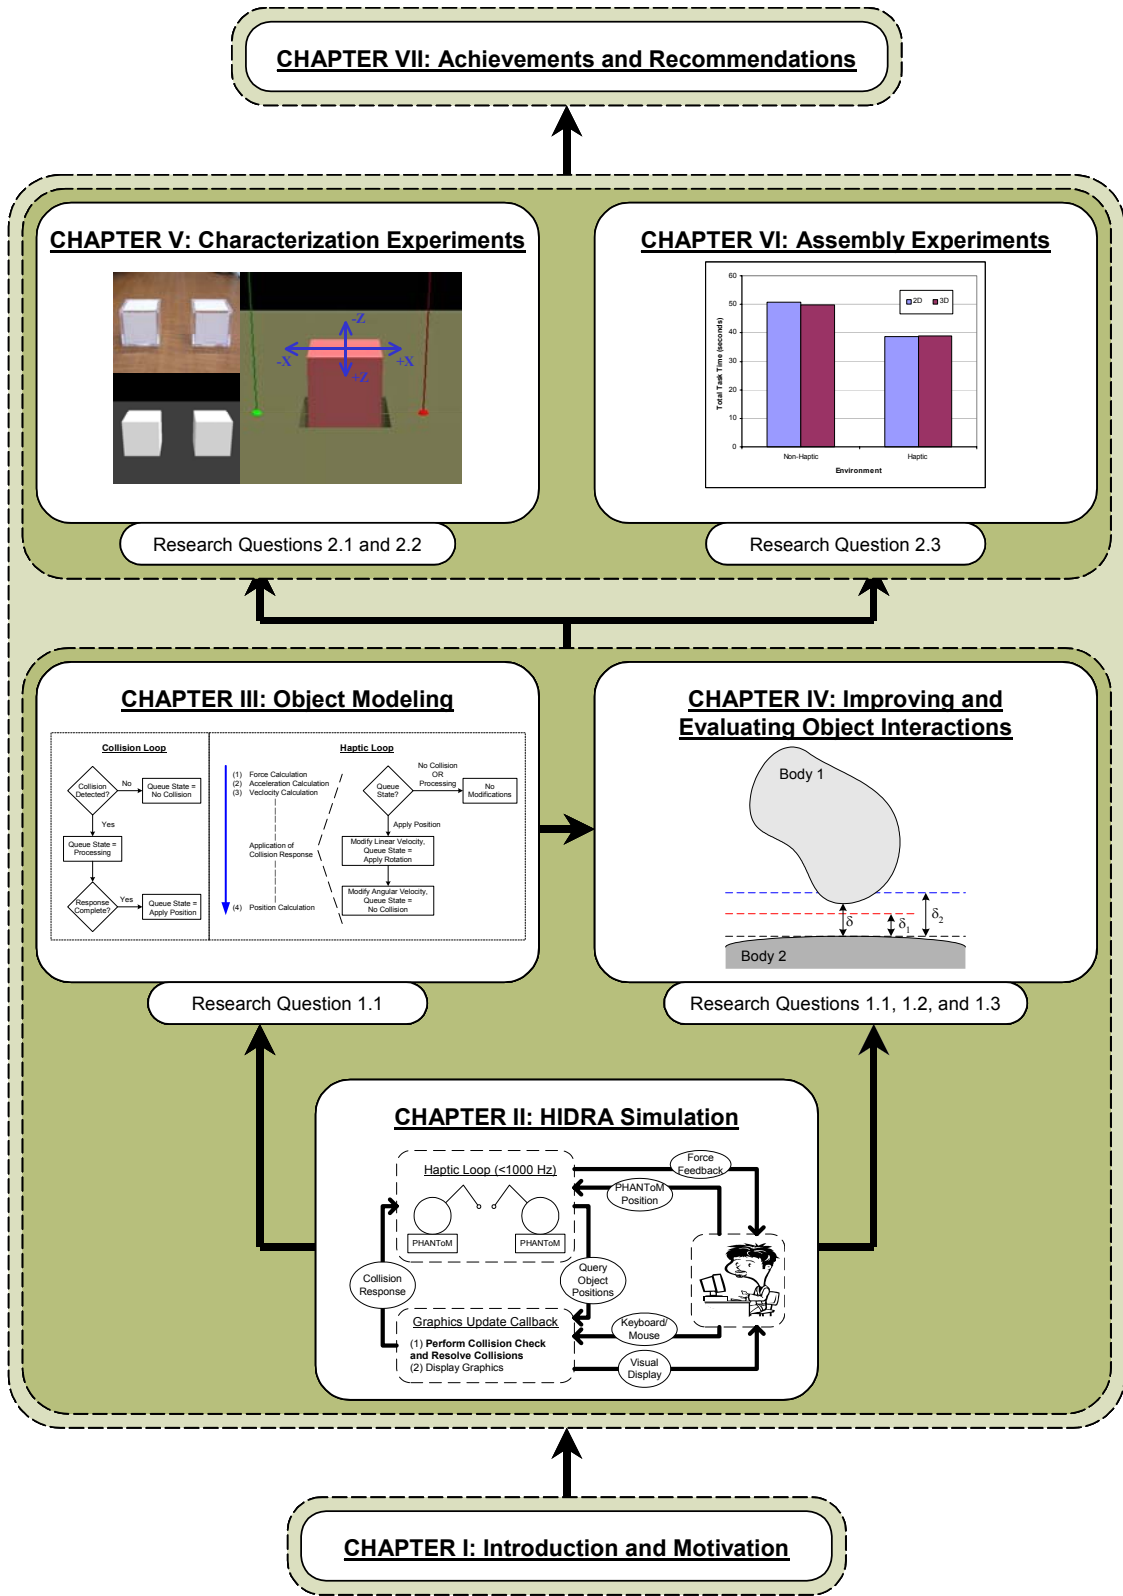 CHAPTER VII: Achievements and Recommendations
CHAPTER V: Characterization Experiments
-Z
-X
+X
+Z
Research Questions 2.1 and 2.2
CHAPTER VI: Assembly Experiments
60
50
40
30
20
10
0
Total Task Time (seconds)
2D
3D
Non-Haptic
Haptic
Environment
Research Question 2.3
CHAPTER III: Object Modeling
Collision Loop
Collision
Detected?
No
Queue State =
No Collision
Yes
Queue State =
Processing
Response
Complete?
Yes
Queue State =
Apply Position
Haptic Loop
(1) Force Calculation
(2) Acceleration Calculation
(3) Veclocity Calculation
Application of
Collision Response
(4) Position Calculation
Queue
State?
No Collision
OR
Processing
No
Modifications
Apply Position
Modify Linear Velocity,
Queue State =
Apply Rotation
Modify Angular Velocity,
Queue State =
No Collision
Research Question 1.1
CHAPTER IV: Improving and
Evaluating Object Interactions
Body 1
δ
δ1
δ2
Body 2
Research Questions 1.1, 1.2, and 1.3
CHAPTER II: HIDRA Simulation
Haptic Loop (<1000 Hz)
PHANToM
PHANToM
Force
Feedback
PHANToM
Position
Collision
Response
Query
Object
Positions
Graphics Update Callback
(1) Perform Collision Check
and Resolve Collisions
(2) Display Graphics
Keyboard/
Mouse
Visual
Display
CHAPTER I: Introduction and Motivation